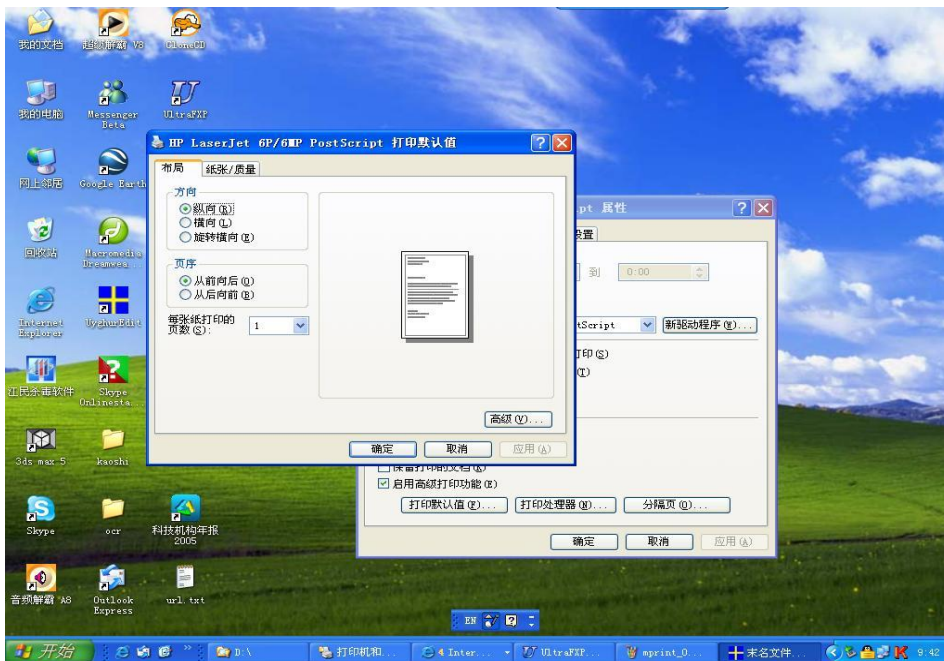 我的文档
超级解霸 V8
CloneCD
我的电脑
Messenger
Beta
UltraFXP
网上邻居
Google Earth
回收站
Macromedia
Dreamwea...
Internet
Explorer
UyghurEdit
江民杀毒软件
Skype
Onlinesta...
3ds max 5
kaoshi
Skype
ocr
科技机构年报
2005
音频解霸 A8
Outlook
Express
url.txt
HP LaserJet 6P/6MP PostScript 打印默认值
布局
纸张/质量
方向
纵向(R)
横向(L)
旋转横向(E)
页序
从前向后(O)
从后向前(B)
每张纸打印的
页数(S):
1
高级(V)...
确定
取消
应用(A)
pt 属性
设置
到
0:00
tScript
新驱动程序(W)...
打印(S)
(T)
保留打印的文档(K)
启用高级打印功能(E)
打印默认值(F)...
打印处理器(N)...
分隔页(O)...
确定
取消
应用(A)
EN
开始
D:\
打印机和...
4 Inter...
UltraFXP...
mprint_0...
末名文件...
9:42